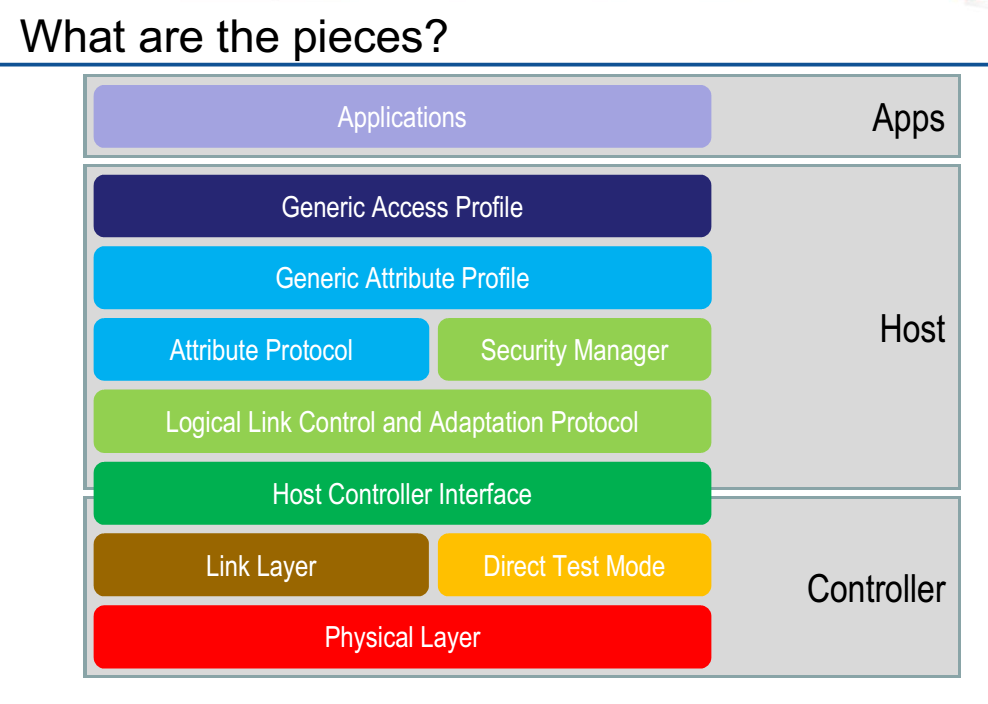 What are the pieces?
Applications
Apps
Generic Access Profile
Generic Attribute Profile
Host
Attribute Protocol
Security Manager
Logical Link Control and Adaptation Protocol
Host Controller Interface
Link Layer
Direct Test Mode
Controller
Physical Layer